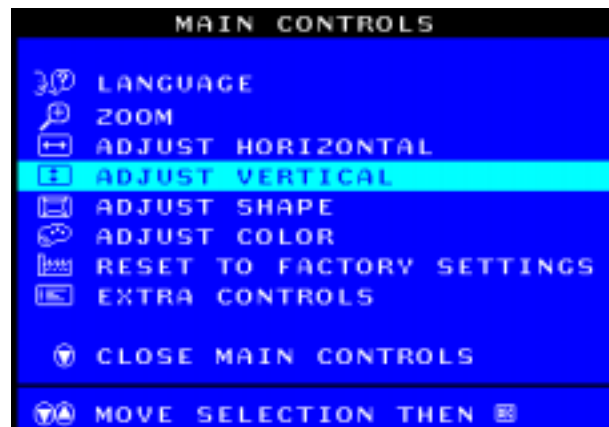 MAIN CONTROLS
LANGUAGE
ZOOM
ADJUST HORIZONTAL
ADJUST VERTICAL
ADJUST SHAPE
ADJUST COLOR
RESET TO FACTORY SETTINGS
EXTRA CONTROLS
CLOSE MAIN CONTROLS
MOVE SELECTION THEN